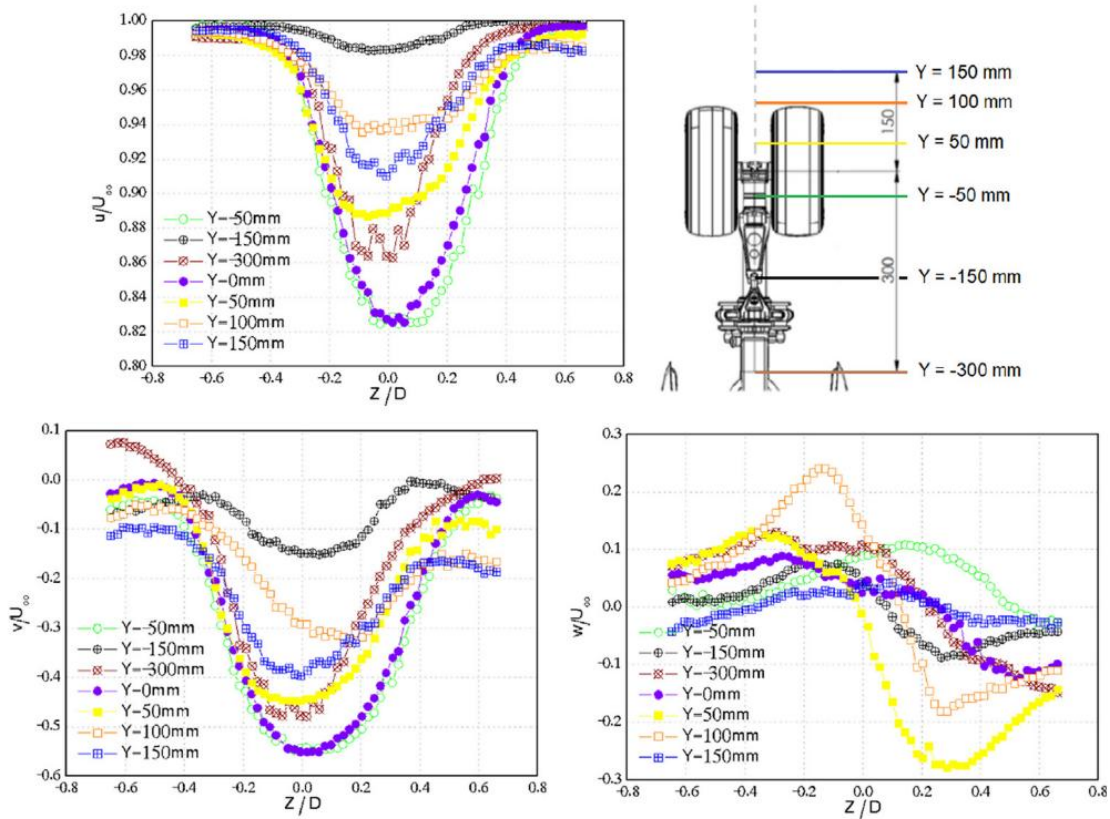 1.00
0.98
0.96
0.94
0.92
0.90
0.88
0.86
0.84
0.82
0.80
u/U∞
Y=-50mm
Y=-150mm
Y=-300mm
Y-0mm
Y=50mm
Y=100mm
Y=150mm
-0.8 -0.6 -0.4 -0.2 0.0 0.2 0.4 0.6 0.8
Z/D
Y = 150 mm
Y = 100 mm
150
Y = 50 mm
Y = -50 mm
300
Y = -150 mm
Y = -300 mm
0.1
0.0
-0.1
-0.2
-0.3
-0.4
-0.5
-0.6
v/U∞
Y=-50mm
Y=-150mm
Y=-300mm
Y-0mm
Y=50mm
Y=100mm
Y=150mm
-0.8 -0.6 -0.4 -0.2 0.0 0.2 0.4 0.6 0.8
Z/D
0.3
0.2
0.1
0.0
-0.1
-0.2
-0.3
w/U∞
Y=-50mm
Y=-150mm
Y=-300mm
Y-0mm
Y=50mm
Y=100mm
Y=150mm
-0.8 -0.6 -0.4 -0.2 0.0 0.2 0.4 0.6 0.8
Z/D